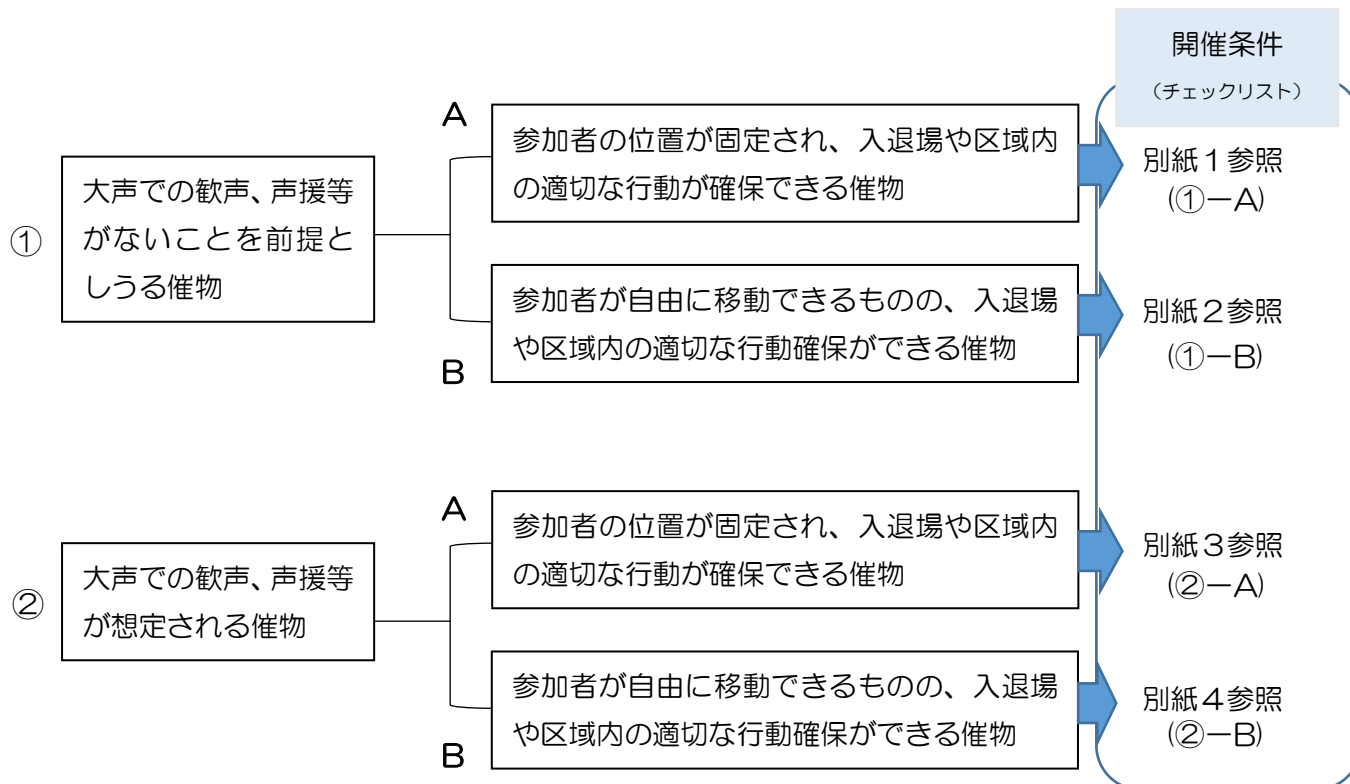 開催条件
（チェックリスト）
①
大声での歓声、声援等
がないことを前提と
しうる催物
A
参加者の位置が固定され、入退場や区域内
の適切な行動が確保できる催物
別紙１参照
(①ーA)
B
参加者が自由に移動できるものの、入退場
や区域内の適切な行動確保ができる催物
別紙２参照
(①ーB)
②
大声での歓声、声援等
が想定される催物
A
参加者の位置が固定され、入退場や区域内
の適切な行動が確保できる催物
別紙３参照
(②ーA)
B
参加者が自由に移動できるものの、入退場
や区域内の適切な行動確保ができる催物
別紙４参照
(②ーB)